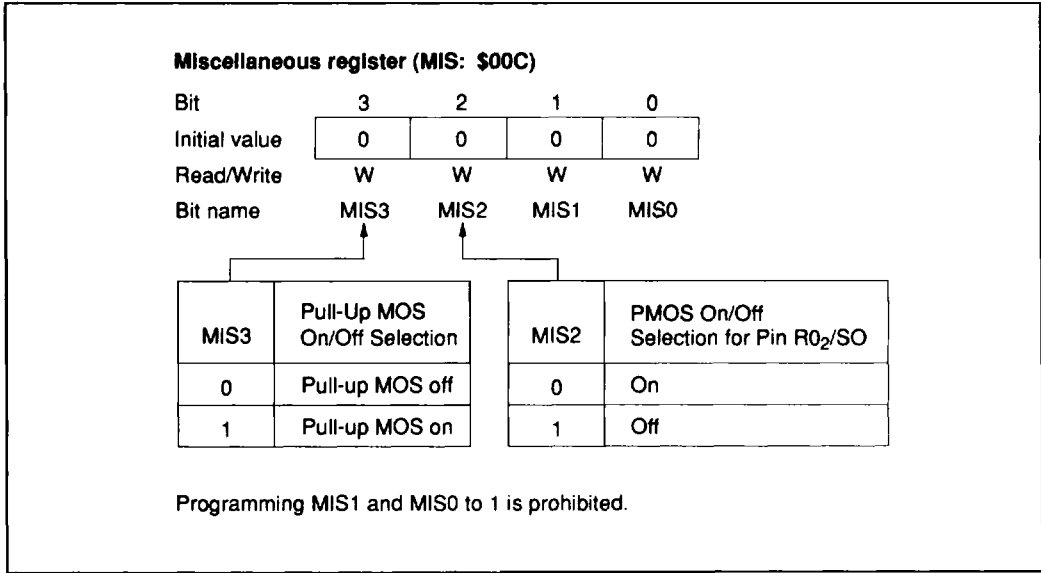 Miscellaneous register (MIS: $00C)
Bit 3 2 1 0
Initial value 0 0 0 0
Read/Write W W W W
Bit name MIS3 MIS2 MIS1 MIS0
MIS3 Pull-Up MOS On/Off Selection
0 Pull-up MOS off
1 Pull-up MOS on
MIS2 PMOS On/Off Selection for Pin R0₂/SO
0 On
1 Off
Programming MIS1 and MIS0 to 1 is prohibited.